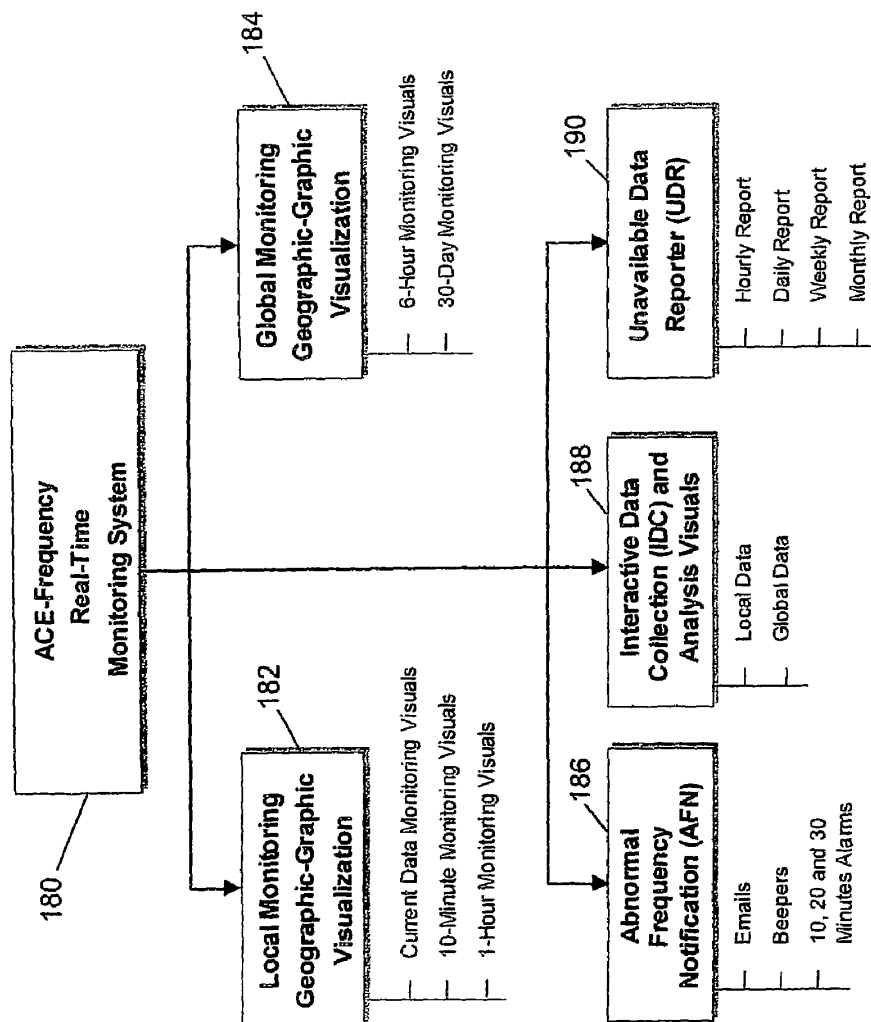 180
ACE-Frequency
Real-Time
Monitoring System
182
Local Monitoring
Geographic-Graphic
Visualization
Current Data Monitoring Visuals
10-Minute Monitoring Visuals
1-Hour Monitoring Visuals
184
Global Monitoring
Geographic-Graphic
Visualization
6-Hour Monitoring Visuals
30-Day Monitoring Visuals
186
Abnormal
Frequency
Notification (AFN)
Emails
Beepers
10, 20 and 30
Minutes Alarms
188
Interactive Data
Collection (IDC) and
Analysis Visuals
Local Data
Global Data
190
Unavailable Data
Reporter (UDR)
Hourly Report
Daily Report
Weekly Report
Monthly Report